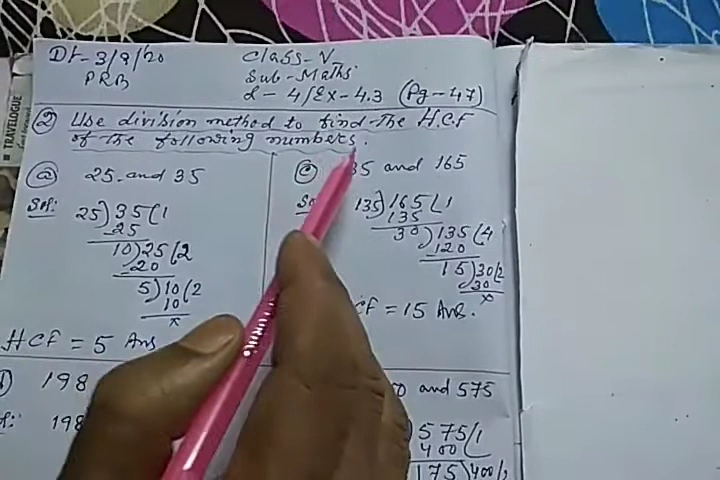 Dt- 3/9/20
PRB
Class- V
Sub- Maths
L- 4/Ex- 4.3 (Pg- 47)
② Use division method to find the H.C.F
of the following numbers.
ⓐ 25 and 35
Sol:
25)35(1
-25
10)25(2
-20
5)10(2
10
x
HCF = 5 Ans
35 and 165
135)165(1
135
30)135(4
120
15)30(2
-30
x
CF = 15 Ans.
198
198
and 575
575(1
400
175)400(2
TRAVELOGUE